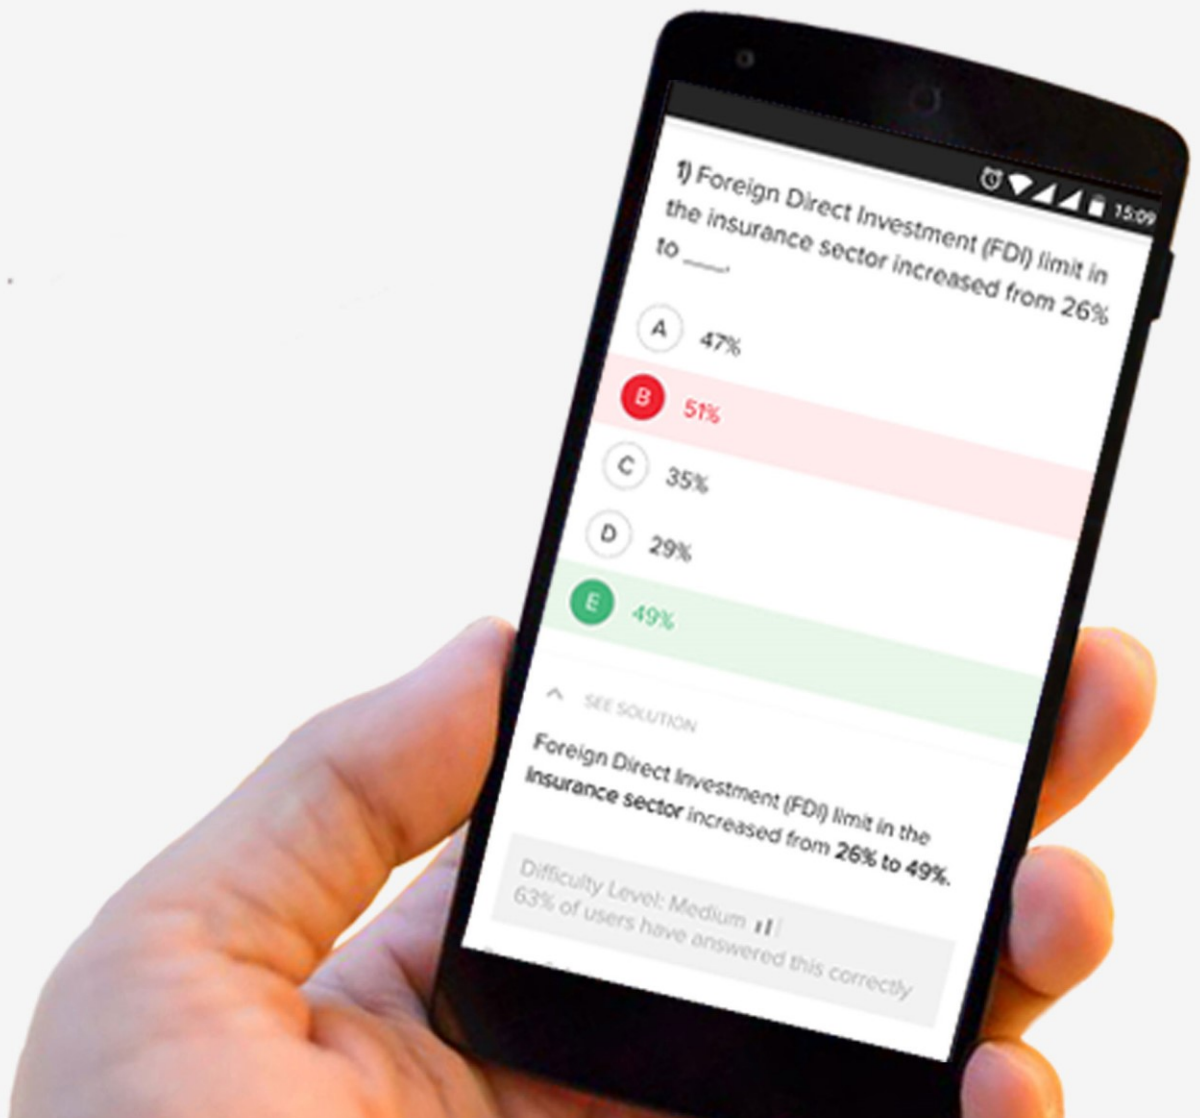 15:09
1) Foreign Direct Investment (FDI) limit in
the insurance sector increased from 26%
to ____.
A 47%
B 51%
C 35%
D 29%
E 49%
SEE SOLUTION
Foreign Direct Investment (FDI) limit in the
Insurance sector increased from 26% to 49%.
Difficulty Level: Medium
63% of users have answered this correctly